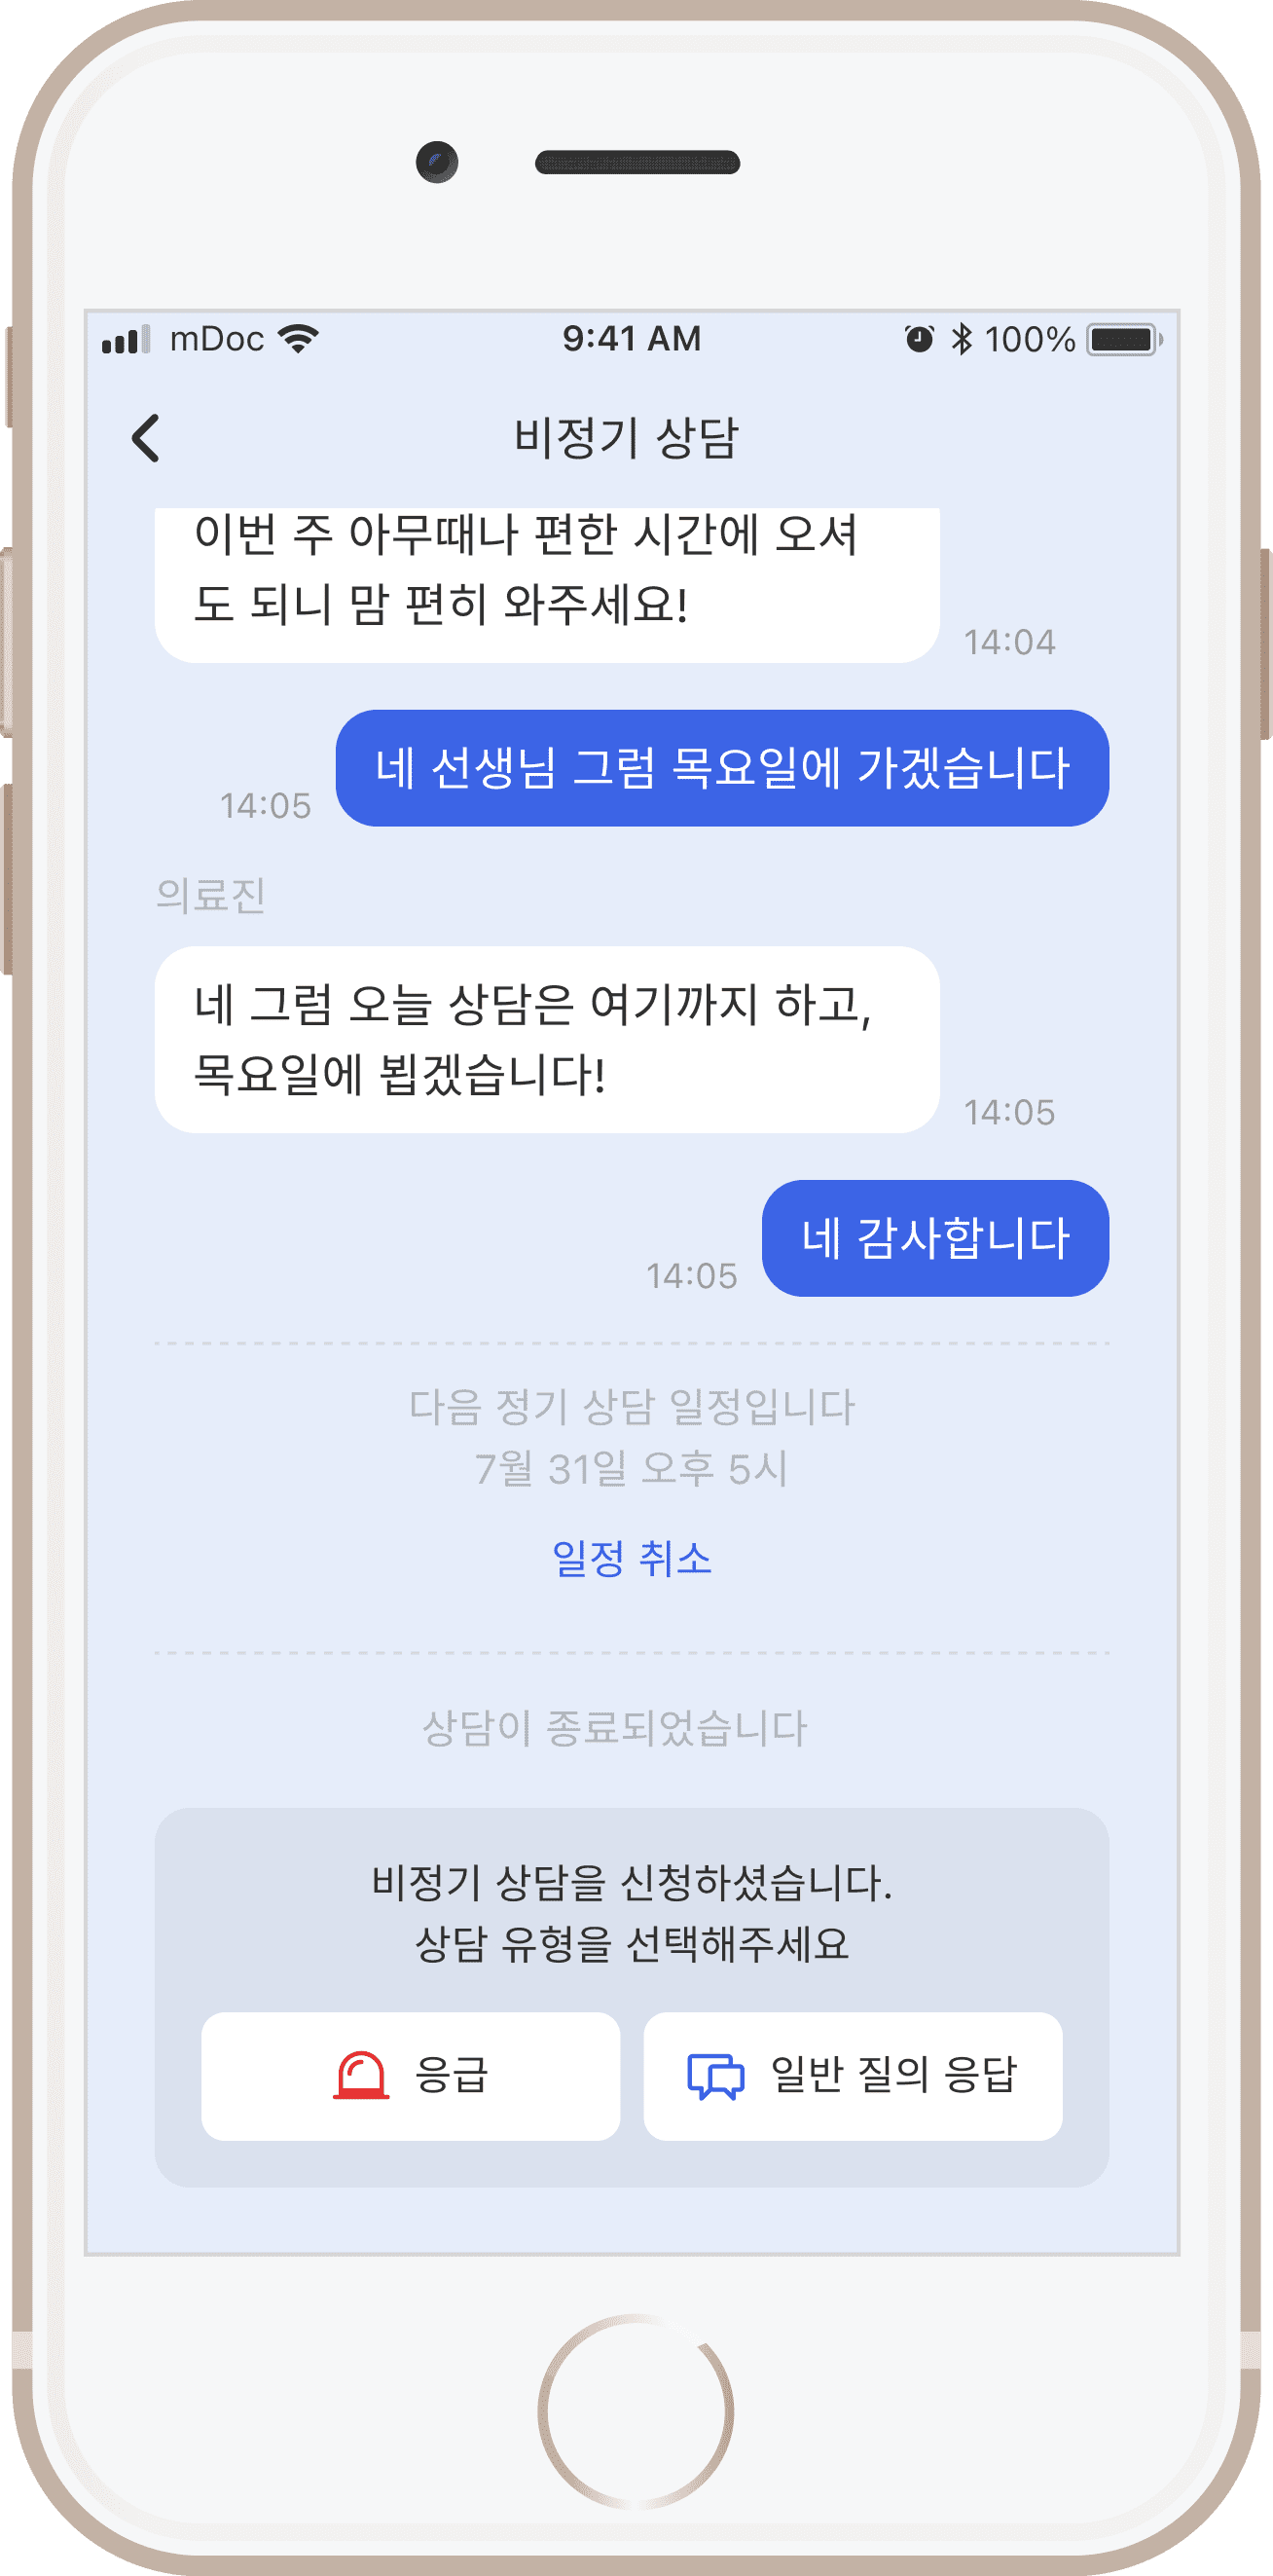 mDoc 9:41 AM 100%
비정기 상담
이번 주 아무때나 편한 시간에 오셔
도 되니 맘 편히 와주세요!
14:04
네 선생님 그럼 목요일에 가겠습니다
14:05
의료진
네 그럼 오늘 상담은 여기까지 하고,
목요일에 뵙겠습니다!
14:05
네 감사합니다
14:05
다음 정기 상담 일정입니다
7월 31일 오후 5시
일정 취소
상담이 종료되었습니다
비정기 상담을 신청하셨습니다.
상담 유형을 선택해주세요
응급
일반 질의 응답